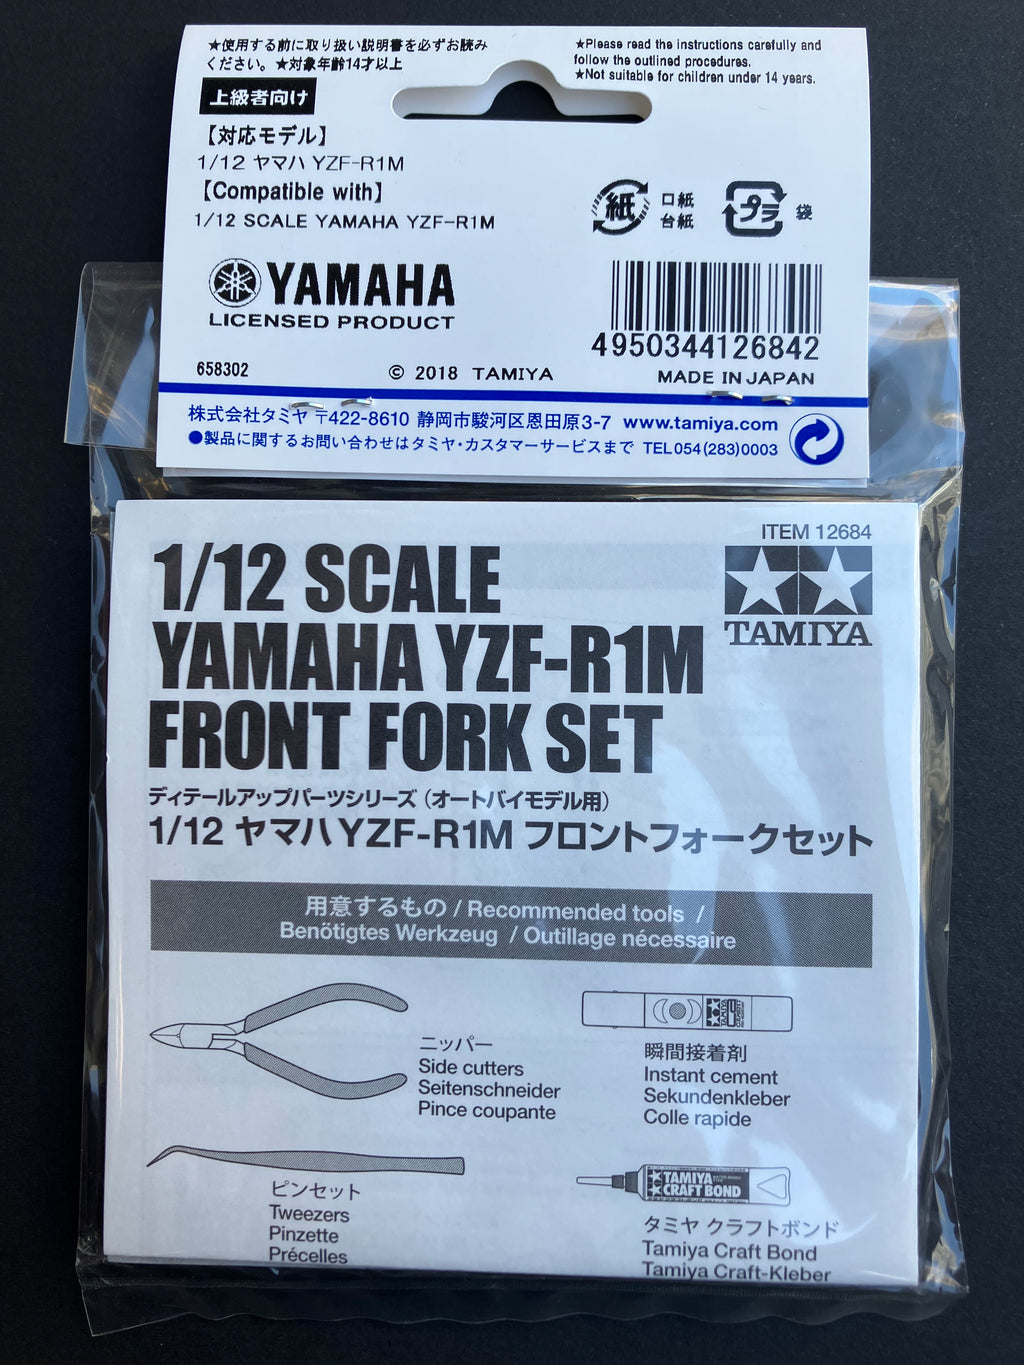 ★使用する前に取り扱い説明書を必ずお読み
ください。★対象年齢14才以上
★Please read the instructions carefully and
follow the outlined procedures.
★Not suitable for children under 14 years.
上級者向け
【対応モデル】
1/12 ヤマハ YZF-R1M
【Compatible with】
1/12 SCALE YAMAHA YZF-R1M
紙
口紙
台紙
プラ
袋
YAMAHA
LICENSED PRODUCT
4950344126842
658302
© 2018 TAMIYA
MADE IN JAPAN
株式会社タミヤ 〒422-8610 静岡市駿河区恩田原3-7 www.tamiya.com
●製品に関するお問い合わせはタミヤ・カスタマーサービスまで TEL054(283)0003
ITEM 12684
TAMIYA
1/12 SCALE
YAMAHA YZF-R1M
FRONT FORK SET
ディテールアップパーツシリーズ（オートバイモデル用）
1/12 ヤマハ YZF-R1M フロントフォークセット
用意するもの / Recommended tools /
Benötigtes Werkzeug / Outillage nécessaire
ニッパー
Side cutters
Seitenschneider
Pince coupante
TAMIYA
CEMENT
瞬間接着剤
Instant cement
Sekundenkleber
Colle rapide
ピンセット
Tweezers
Pinzette
Précelles
TAMIYA
CRAFT BOND
タミヤ クラフトボンド
Tamiya Craft Bond
Tamiya Craft-Kleber